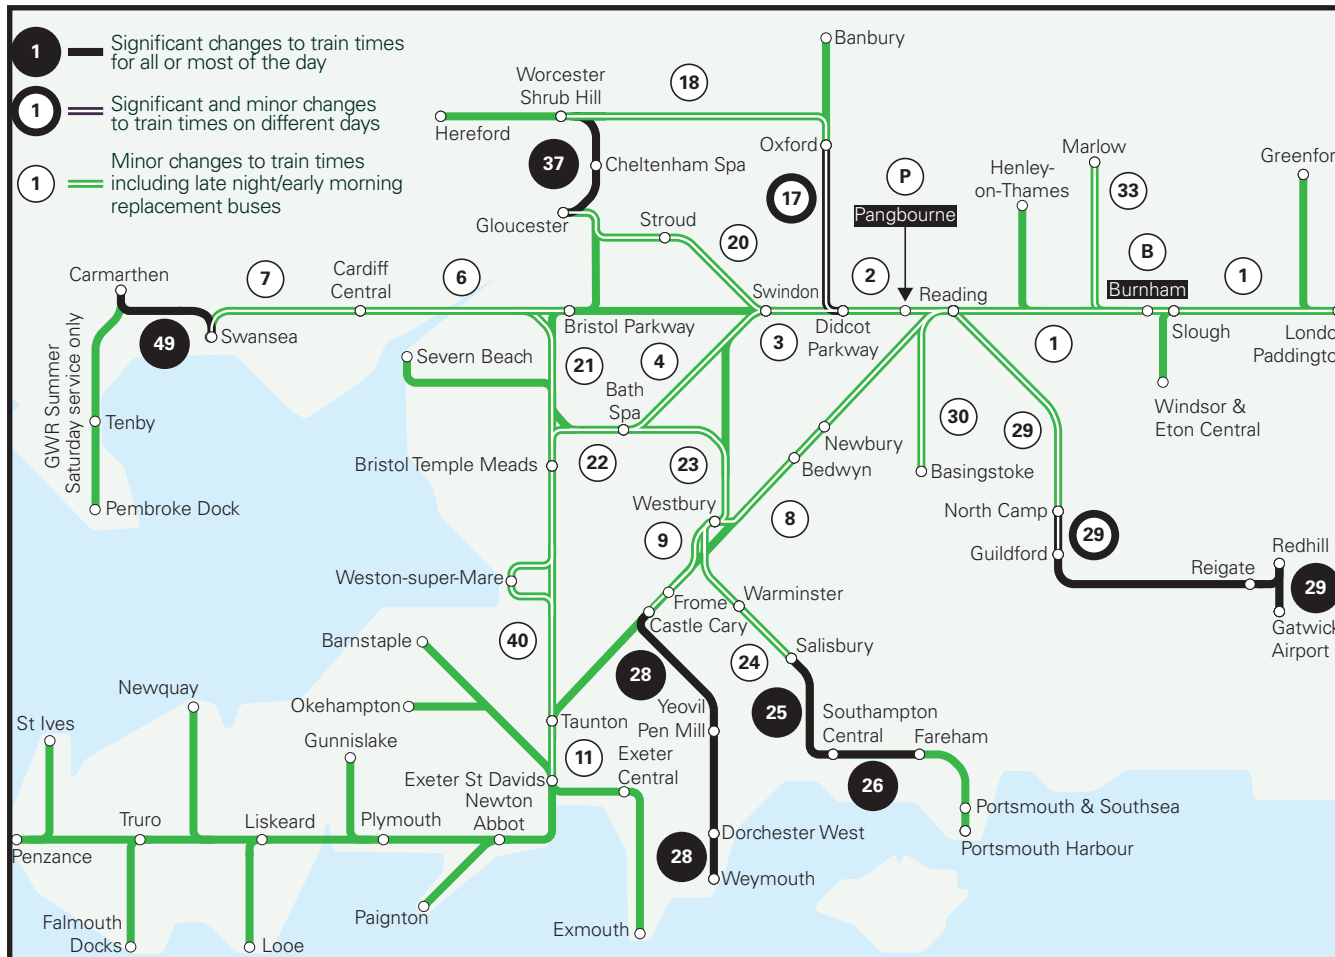 1
Significant changes to train times
for all or most of the day
1
Significant and minor changes
to train times on different days
1
Minor changes to train times
including late night/early morning
replacement buses
Banbury
Worcester
Shrub Hill
18
Hereford
Oxford
Marlow
Greenford
37
Cheltenham Spa
P
Henley-
on-Thames
33
17
Pangbourne
Gloucester
Stroud
20
B
Carmarthen
7
Cardiff
Central
6
2
1
Swindon
Reading
Burnham
Bristol Parkway
Didcot
Parkway
Slough
London
Paddington
49
Swansea
3
1
Severn Beach
21
4
GWR Summer
Saturday service only
Bath
Spa
Windsor &
Eton Central
Tenby
30
29
Newbury
Bristol Temple Meads
22
23
Bedwyn
Basingstoke
Pembroke Dock
Westbury
8
North Camp
9
29
Guildford
Redhill
Reigate
Weston-super-Mare
29
Frome
Warminster
Castle Cary
Gatwick
Airport
Barnstaple
40
Salisbury
24
28
Newquay
Okehampton
Yeovil
Pen Mill
25
Southampton
Central
Fareham
St Ives
Taunton
Gunnislake
11
Exeter
Central
Exeter St Davids
26
Newton
Abbot
Portsmouth & Southsea
Truro
Liskeard
Plymouth
Dorchester West
Penzance
Portsmouth Harbour
28
Weymouth
Falmouth
Docks
Looe
Paignton
Exmouth